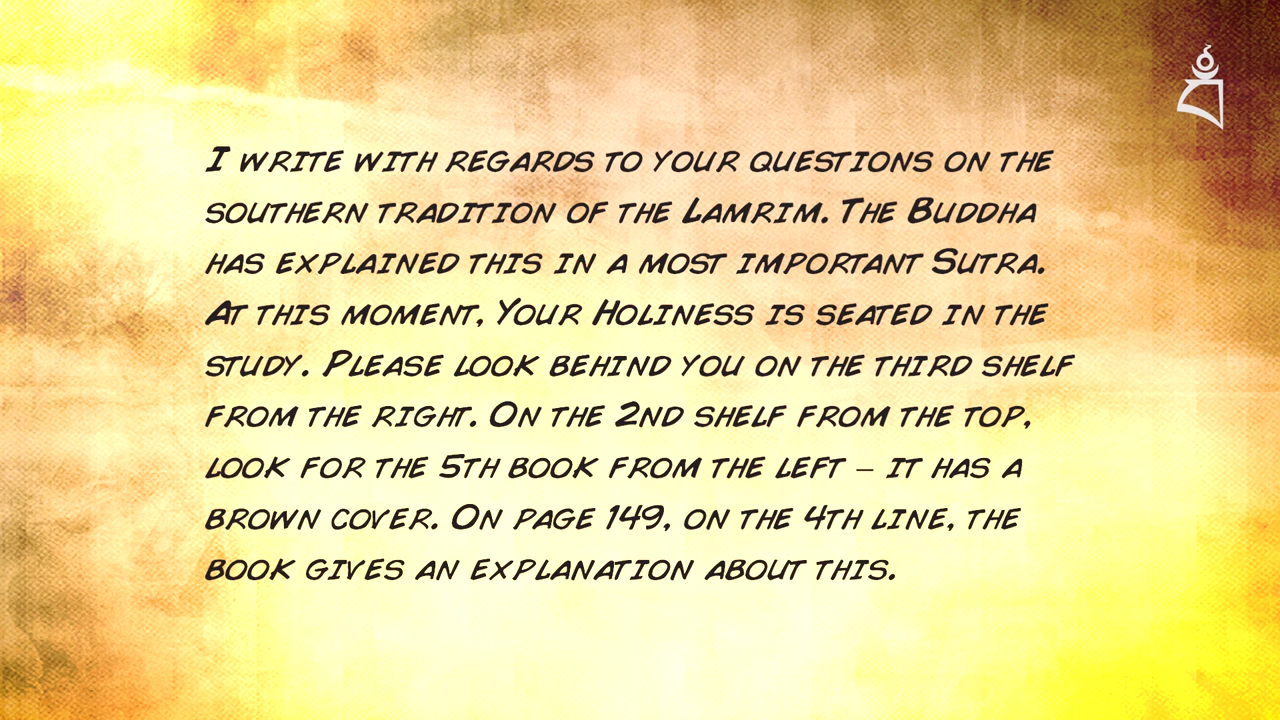 I write with regards to your questions on the
southern tradition of the Lamrim. The Buddha
has explained this in a most important Sutra.
At this moment, Your Holiness is seated in the
study. Please look behind you on the third shelf
from the right. On the 2nd shelf from the top,
look for the 5th book from the left – it has a
brown cover. On page 149, on the 4th line, the
book gives an explanation about this.